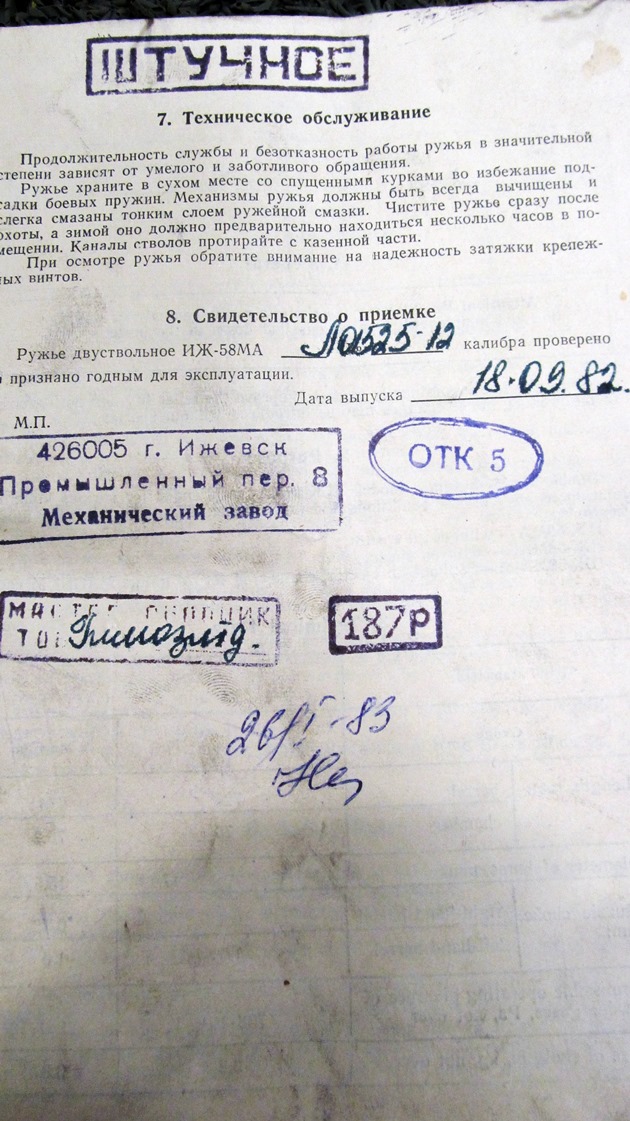 ШТУЧНОЕ
7. Техническое обслуживание
Продолжительность службы и безотказность работы ружья в значительной
степени зависят от умелого и заботливого обращения.
Ружье храните в сухом месте со спущенными курками во избежание под-
садки боевых пружин. Механизмы ружья должны быть всегда вычищены и
слегка смазаны тонким слоем ружейной смазки. Чистите ружье сразу после
охоты, а зимой оно должно предварительно находиться несколько часов в по-
мещении. Каналы стволов протирайте с казенной части.
При осмотре ружья обратите внимание на надежность затяжки крепеж-
ных винтов.
8. Свидетельство о приемке
Ружье двуствольное ИЖ-58МА Л01525-12 калибра проверено
и признано годным для эксплуатации.
Дата выпуска 18.09.82.
М.П.
426005 г. Ижевск
Промышленный пер. 8
Механический завод
ОТК 5
МАСТЕР
187Р
26/I-83